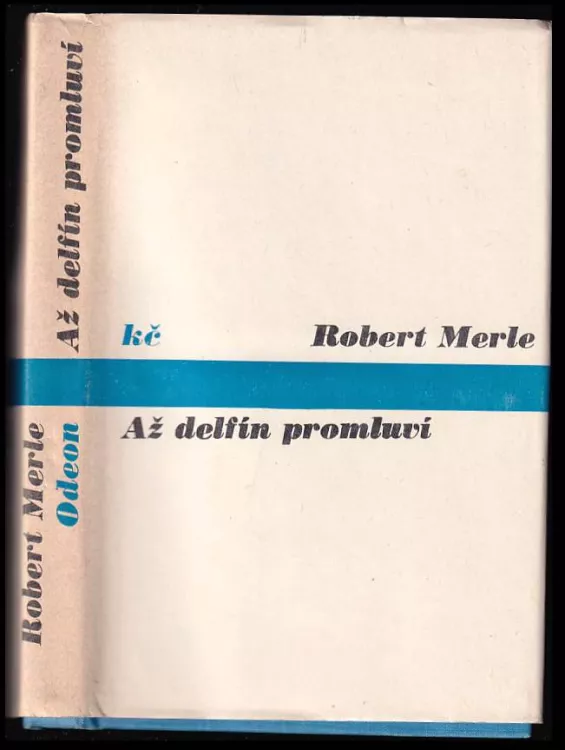 Robert Merle
Odeon
Až delfín promluví
kč
Robert Merle
Až delfín promluví